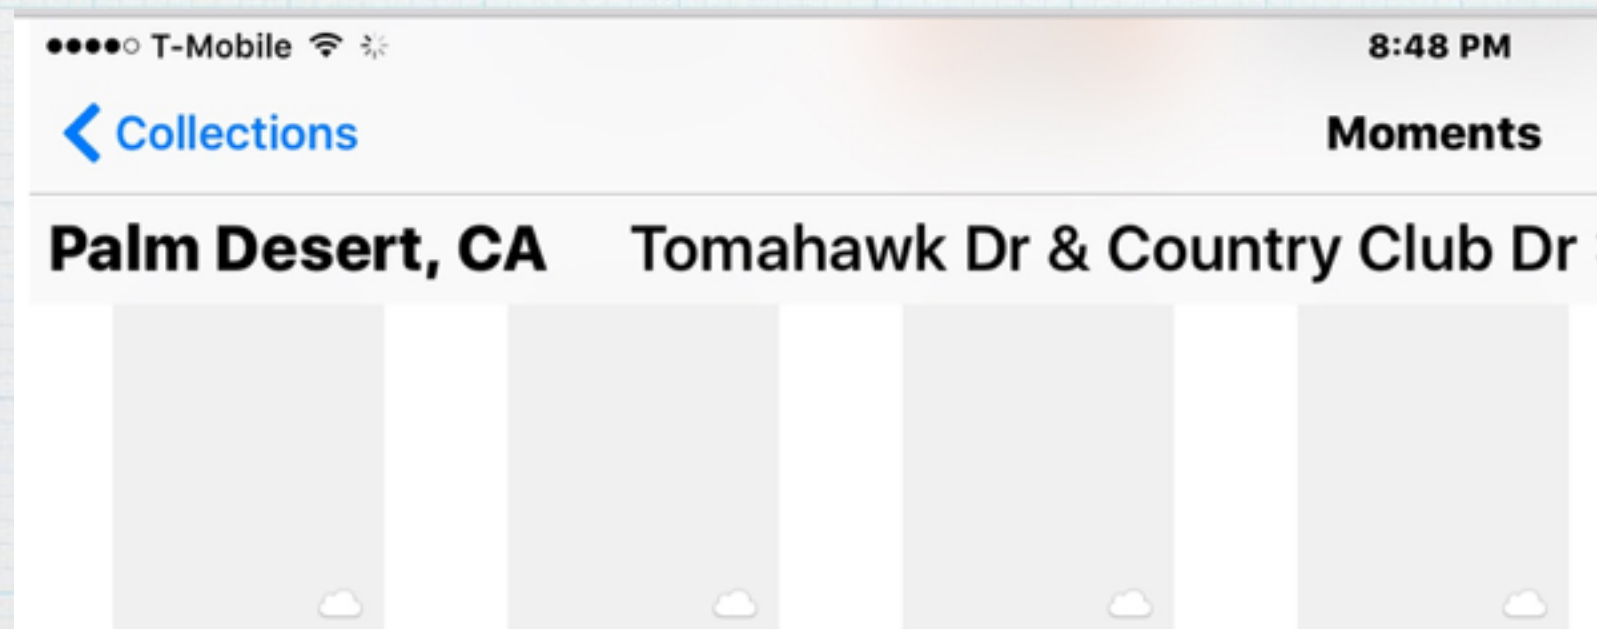 T-Mobile 8:48 PM
Collections Moments
Palm Desert, CA Tomahawk Dr & Country Club Dr